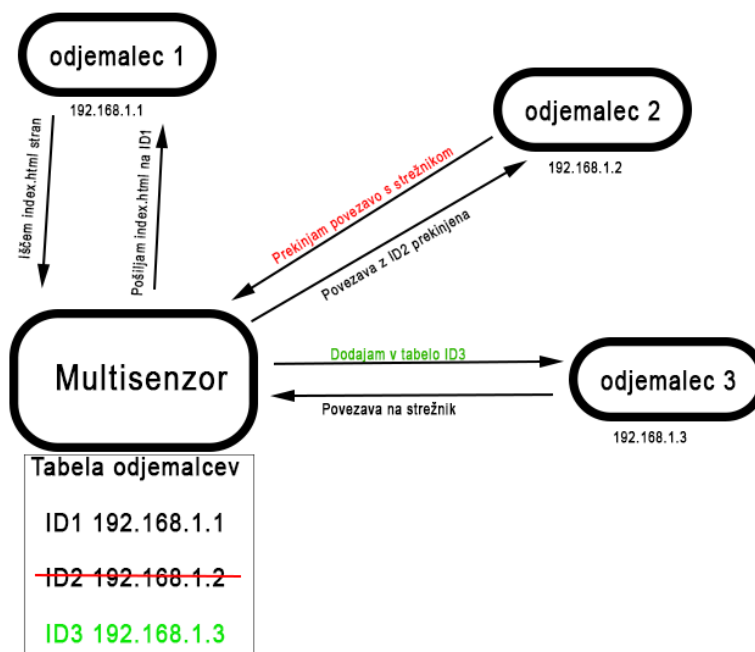 odjemalec 1
192.168.1.1
Iščem index.html stran
Pošiljam index.html na ID1
odjemalec 2
192.168.1.2
Prekinjam povezavo s strežnikom
Povezava z ID2 prekinjena
Multisenzor
Dodajam v tabelo ID3
Povezava na strežnik
odjemalec 3
192.168.1.3
Tabela odjemalcev
ID1 192.168.1.1
ID2 192.168.1.2
ID3 192.168.1.3